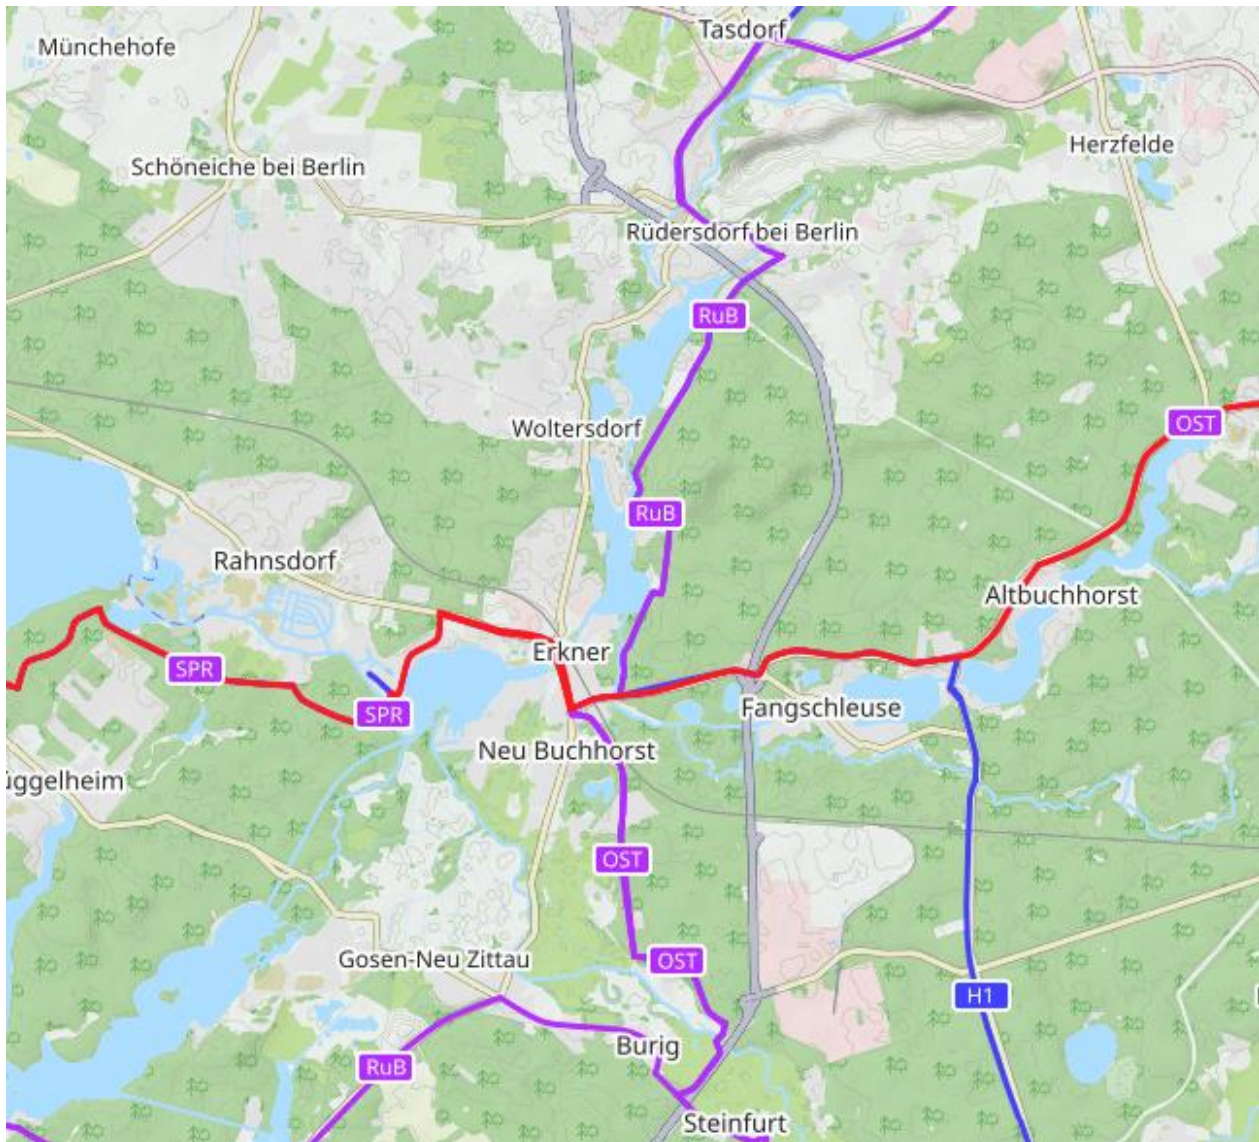 Tasdorf
Münchehofe
Herzfelde
Schöneiche bei Berlin
Rüdersdorf bei Berlin
RuB
OST
Woltersdorf
RuB
Rahnsdorf
Altbuchhorst
Erkner
SPR
SPR
Fangschleuse
Neu Buchhorst
üggelheim
OST
Gosen-Neu Zittau
OST
H1
Burig
RuB
Steinfurt